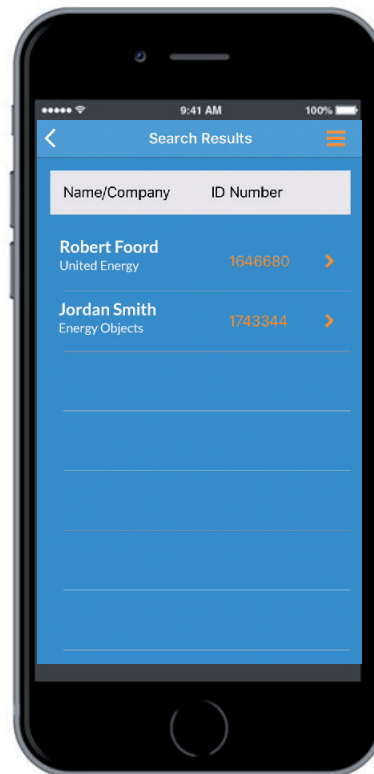 9:41 AM 100%
Search Results
Name/Company ID Number
Robert Foord
United Energy 1646680
Jordan Smith
Energy Objects 1743344